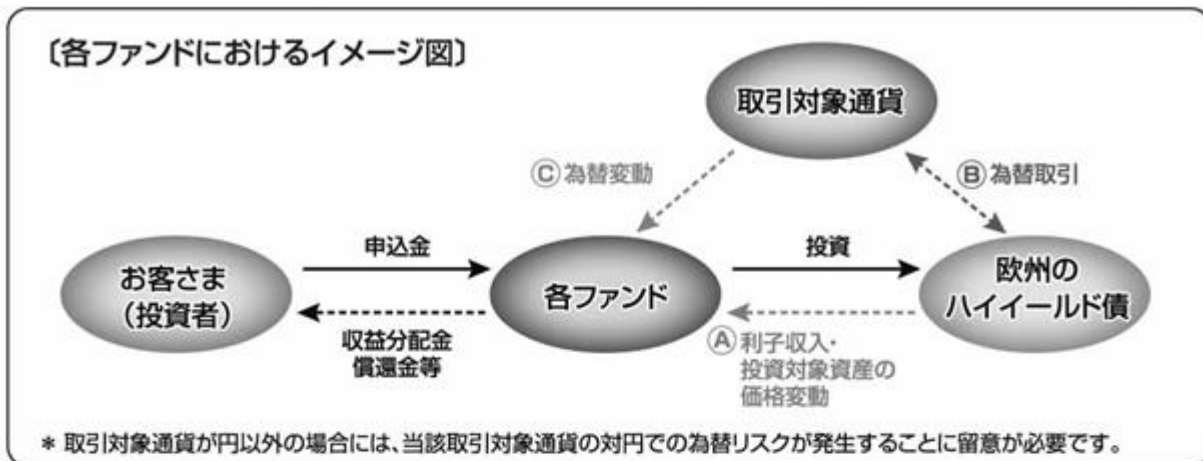 〔各ファンドにおけるイメージ図〕
取引対象通貨
Ⓒ為替変動
Ⓑ為替取引
申込金
投資
お客さま
(投資者)
各ファンド
欧州の
ハイイールド債
収益分配金
償還金等
Ⓐ利子収入・
投資対象資産の
価格変動
* 取引対象通貨が円以外の場合には、当該取引対象通貨の対円での為替リスクが発生することに留意が必要です。